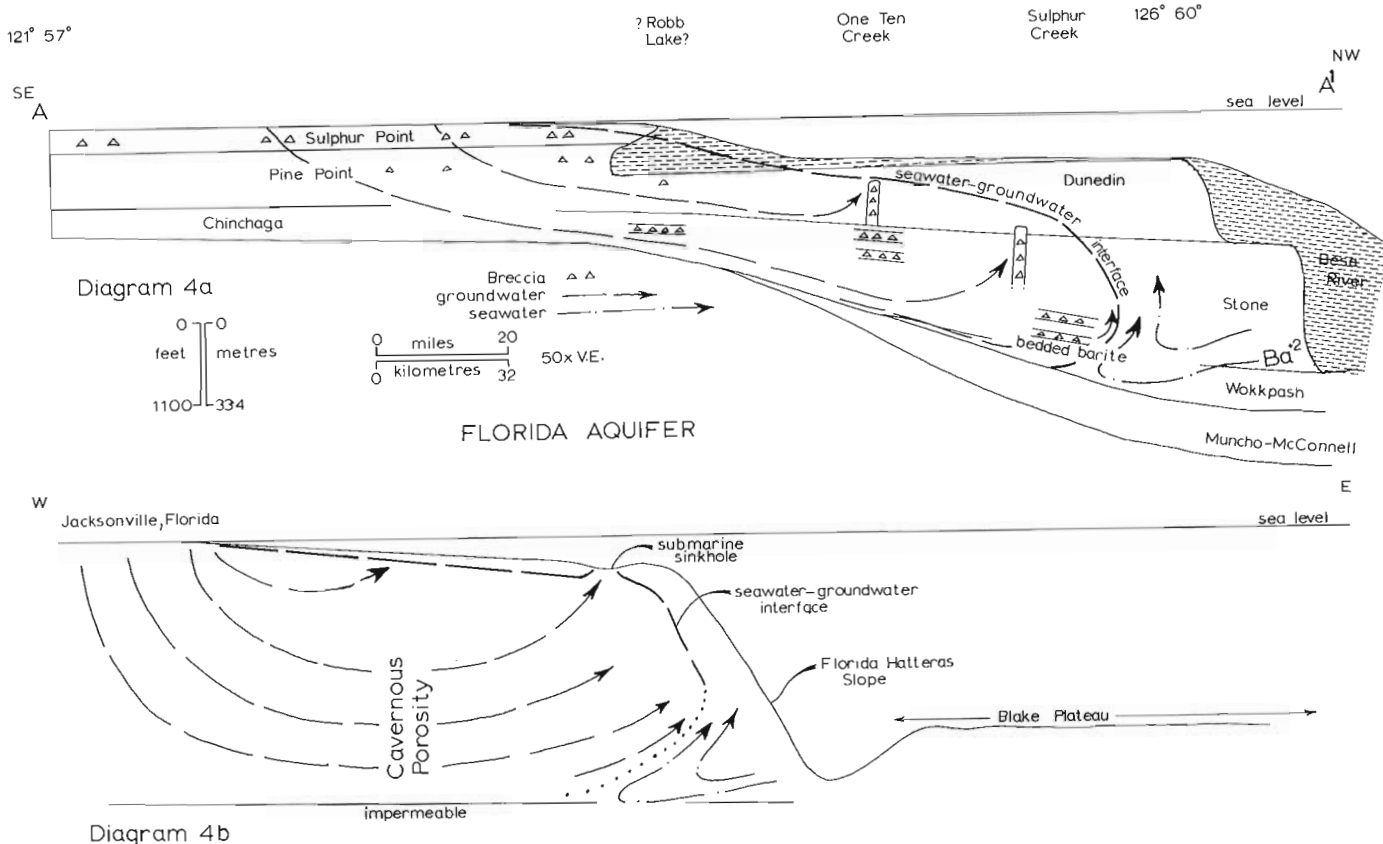 121° 57°
? Robb
Lake?
One Ten
Creek
Sulphur
Creek
126° 60°
SE
A
NW
A¹
sea level
Sulphur Point
Pine Point
Chinchaga
seawater-groundwater
interface
Dunedin
Besa
River
Stone
bedded barite
Ba+2
Wokkpash
Muncho-McConnell
Diagram 4a
Breccia
groundwater
seawater
0 0
feet metres
1100 334
0 miles 20
0 kilometres 32
50x V.E.
FLORIDA AQUIFER
W
E
Jacksonville, Florida
sea level
submarine
sinkhole
seawater-groundwater
interface
Florida Hatteras
Slope
Cavernous
Porosity
Blake Plateau
impermeable
Diagram 4b